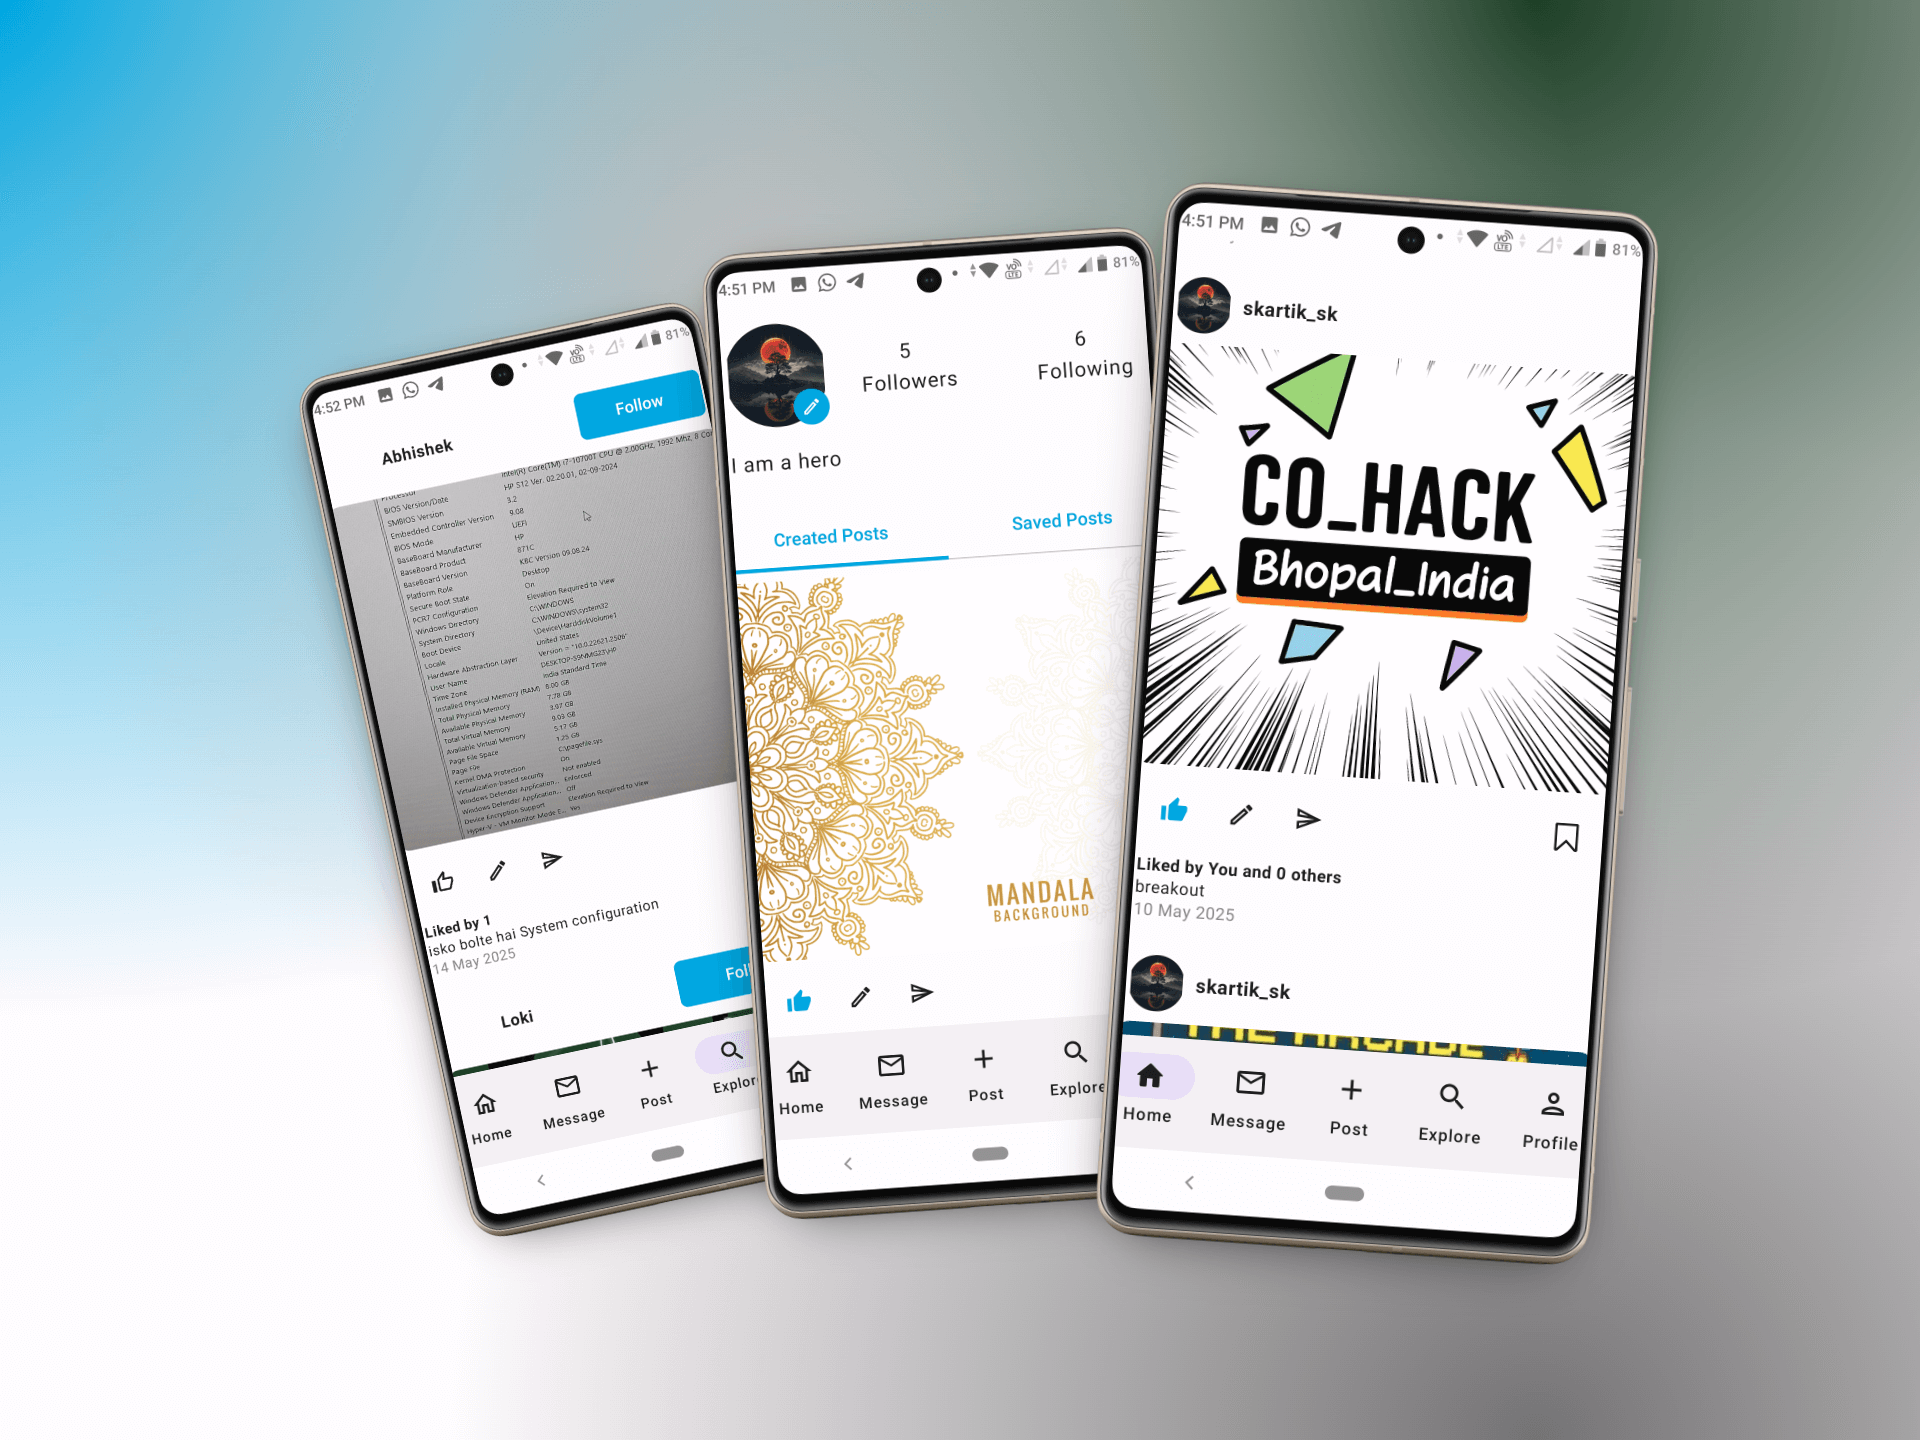 4:52 PM
81%
Follow
Abhishek
Processor
Intel(R) Core(TM) i7-10700T CPU @ 2.00GHz, 1992 Mhz, 8 Co
BIOS Version/Date
HP S12 Ver. 02.20.01, 02-09-2024
SMBIOS Version
3.2
Embedded Controller Version
9.08
BIOS Mode
UEFI
BaseBoard Manufacturer
HP
BaseBoard Product
871C
BaseBoard Version
KBC Version 09.08.24
Platform Role
Desktop
Secure Boot State
On
PCR7 Configuration
Elevation Required to View
Windows Directory
C:\WINDOWS
System Directory
C:\WINDOWS\system32
Boot Device
\Device\HarddiskVolume1
Locale
United States
Hardware Abstraction Layer
Version = "10.0.22621.2506"
User Name
Time Zone
India Standard Time
Installed Physical Memory (RAM)
8.00 GB
Total Physical Memory
7.78 GB
Available Physical Memory
3.97 GB
Total Virtual Memory
9.03 GB
Available Virtual Memory
5.17 GB
Page File Space
1.25 GB
Page File
C:\pagefile.sys
Kernel DMA Protection
On
Virtualization-based security
Not enabled
Windows Defender Application...
Enforced
Windows Defender Application...
Off
Device Encryption Support
Elevation Required to View
Hyper-V - VM Monitor Mode E...
Yes
Liked by 1
isko bolte hai System configuration
14 May 2025
Fol
Loki
Home
Message
Post
Explor
4:51 PM
VO LTE
81%
5
Followers
6
Following
I am a hero
Created Posts
Saved Posts
MANDALA
BACKGROUND
Home
Message
Post
Explore
4:51 PM
VO LTE
81%
skartik_sk
CO_HACK
Bhopal_India
Liked by You and 0 others
breakout
10 May 2025
skartik_sk
THE ARCADE
Home
Message
Post
Explore
Profile